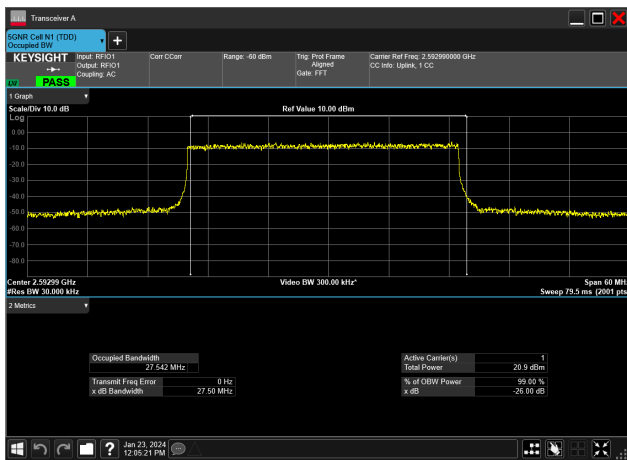 Transceiver A
5GNR Cell N1 (TDD)
Occupied BW
+
KEYSIGHT Input: RFIO1 Corr CCorr Range: -60 dBm Trig: Prot Frame Carrier Ref Freq: 2.592990000 GHz
Output: RFIO1 Aligned CC Info: Uplink, 1 CC
Coupling: AC Gate: FFT
PASS
1 Graph
Scale/Div 10.0 dB Ref Value 10.00 dBm
Log
0.00
-10.0
-20.0
-30.0
-40.0
-50.0
-60.0
-70.0
-80.0
Center 2.59299 GHz Video BW 300.00 kHz* Span 60 MHz
#Res BW 30.000 kHz Sweep 79.5 ms (2001 pts
2 Metrics
Occupied Bandwidth Active Carrier(s) 1
27.542 MHz Total Power 20.9 dBm
Transmit Freq Error 0 Hz % of OBW Power 99.00 %
x dB Bandwidth 27.50 MHz x dB -26.00 dB
? Jan 23, 2024
12:05:21 PM